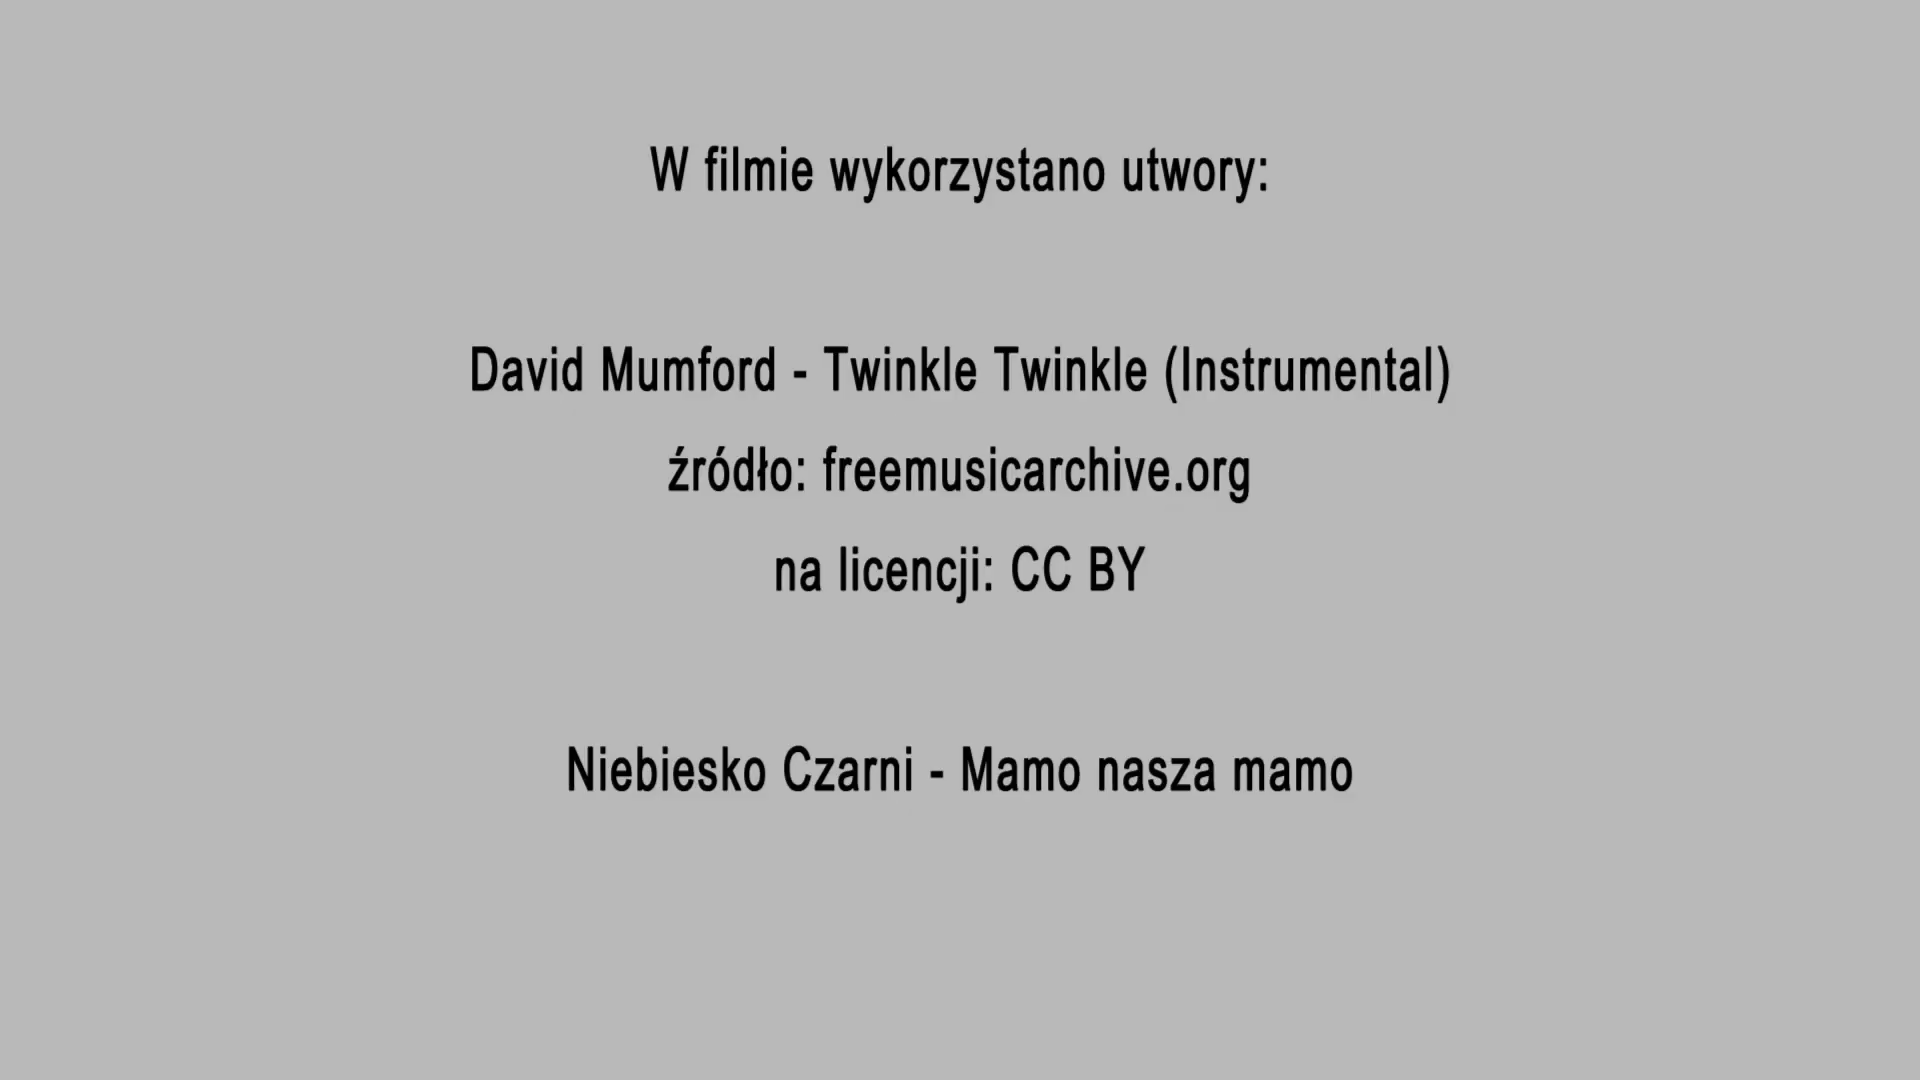 W filmie wykorzystano utwory:
David Mumford - Twinkle Twinkle (Instrumental)
źródło: freemusicarchive.org
na licencji: CC BY
Niebiesko Czarni - Mamo nasza mamo